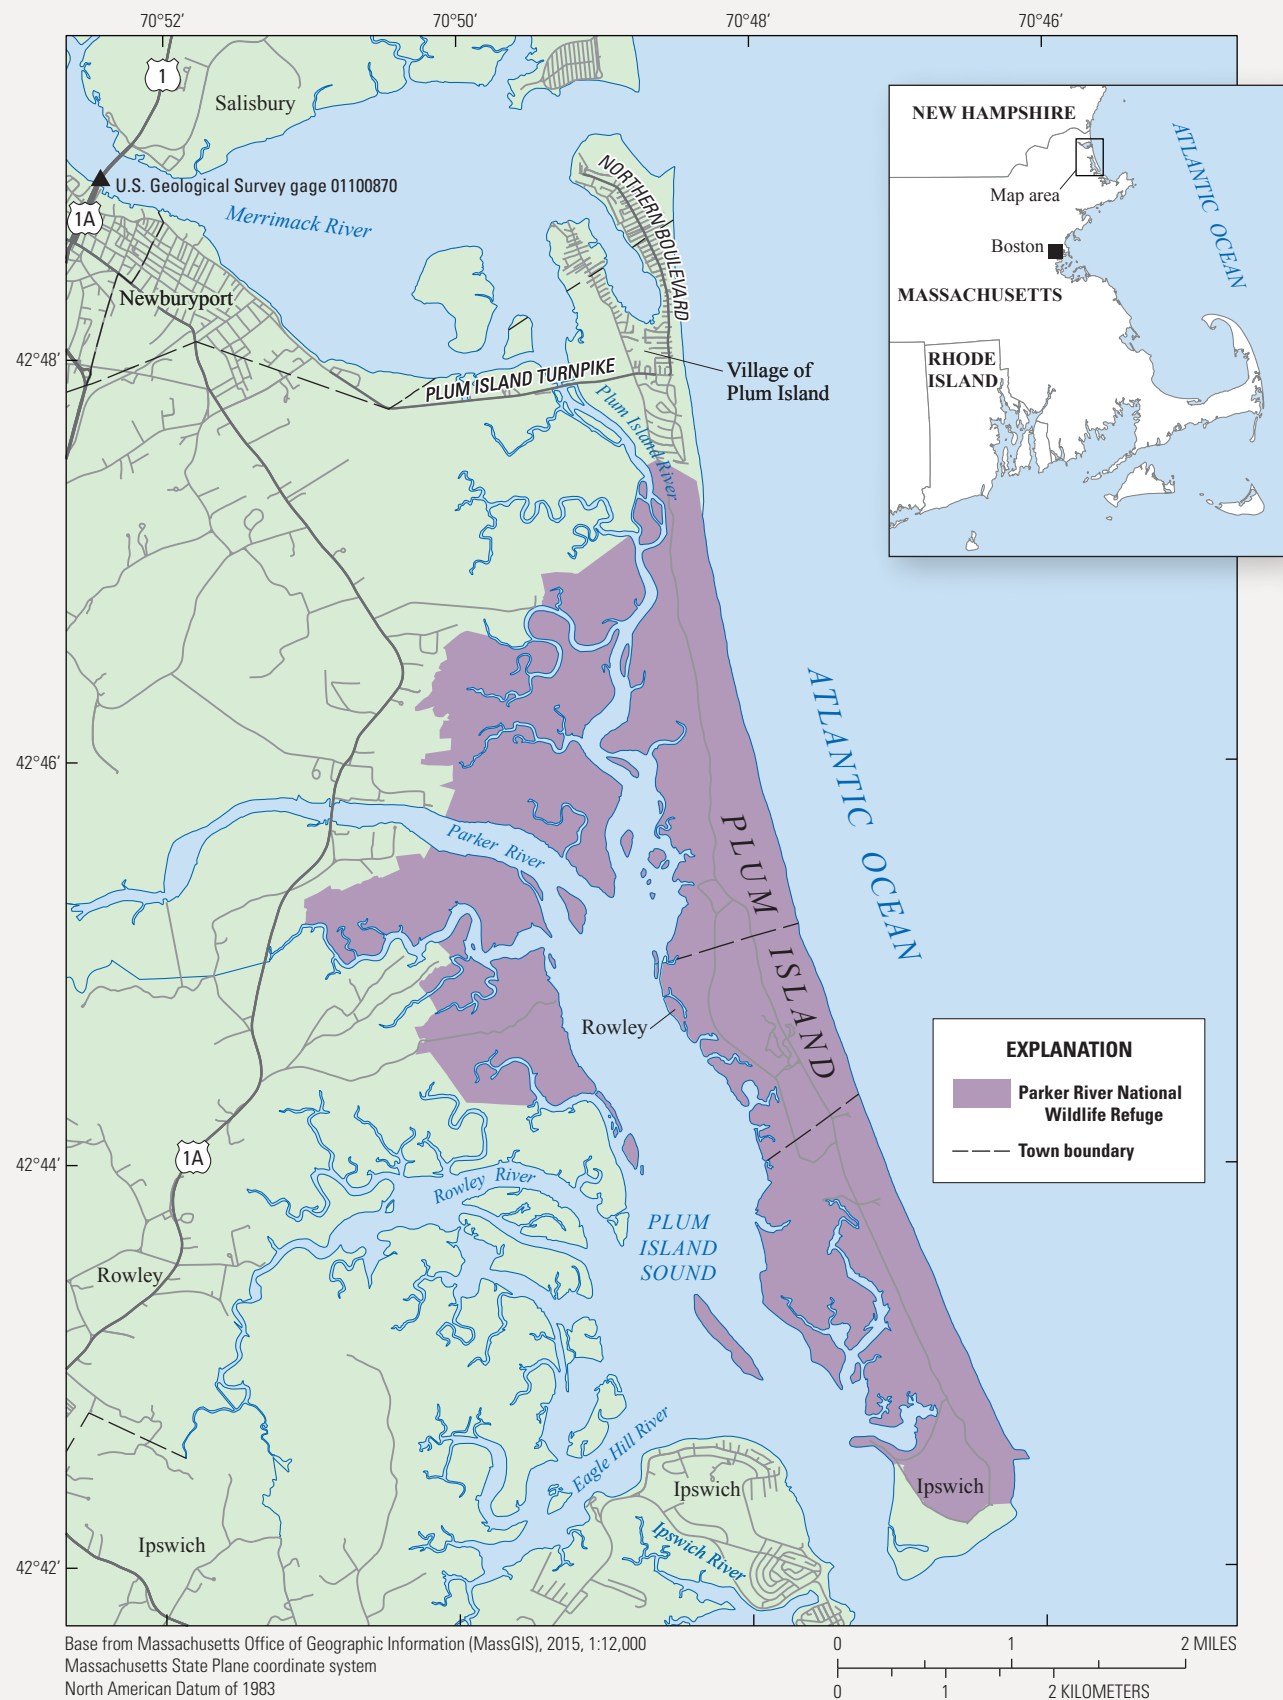 70°52′
70°50′
70°48′
70°46′
1
Salisbury
U.S. Geological Survey gage 01100870
1A
Merrimack River
NORTHERN BOULEVARD
Newburyport
42°48′
PLUM ISLAND TURNPIKE
Village of
Plum Island
Plum Island River
NEW HAMPSHIRE
ATLANTIC OCEAN
Map area
Boston
MASSACHUSETTS
RHODE
ISLAND
42°46′
ATLANTIC OCEAN
Parker River
PLUM ISLAND
Rowley
EXPLANATION
Parker River National
Wildlife Refuge
Town boundary
42°44′
1A
Rowley River
PLUM
ISLAND
SOUND
Rowley
Eagle Hill River
Ipswich
Ipswich
Ipswich River
Ipswich
42°42′
Base from Massachusetts Office of Geographic Information (MassGIS), 2015, 1:12,000
Massachusetts State Plane coordinate system
North American Datum of 1983
0 1 2 MILES
0 1 2 KILOMETERS